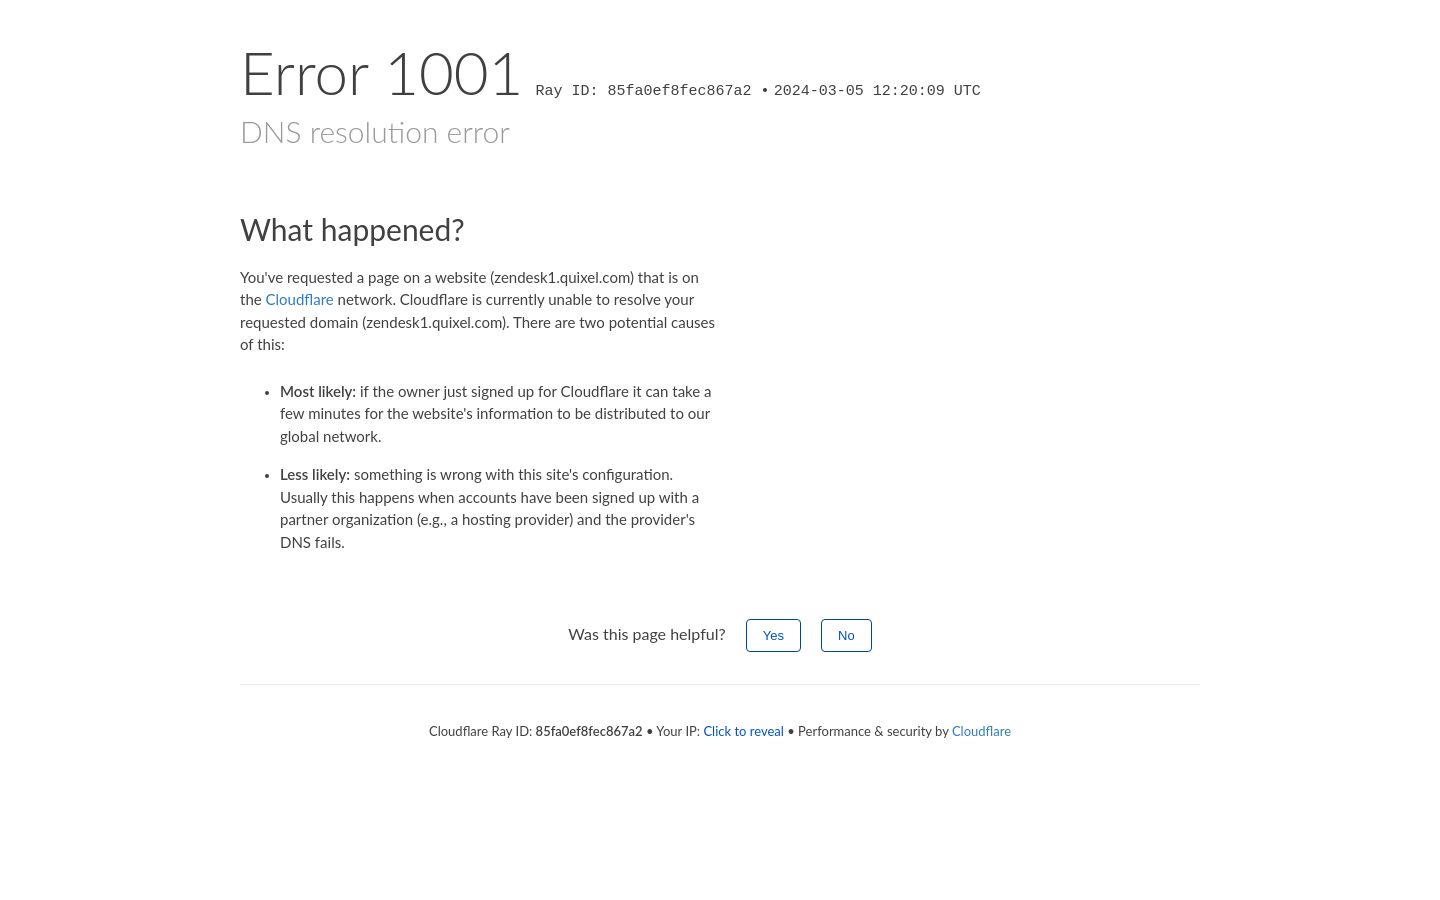 Error 1001 Ray ID: 85fa0ef8fec867a2 • 2024-03-05 12:20:09 UTC
DNS resolution error
What happened?
You've requested a page on a website (zendesk1.quixel.com) that is on
the Cloudflare network. Cloudflare is currently unable to resolve your
requested domain (zendesk1.quixel.com). There are two potential causes
of this:
• Most likely: if the owner just signed up for Cloudflare it can take a
few minutes for the website's information to be distributed to our
global network.
• Less likely: something is wrong with this site's configuration.
Usually this happens when accounts have been signed up with a
partner organization (e.g., a hosting provider) and the provider's
DNS fails.
Was this page helpful? Yes No
Cloudflare Ray ID: 85fa0ef8fec867a2 • Your IP: Click to reveal • Performance & security by Cloudflare